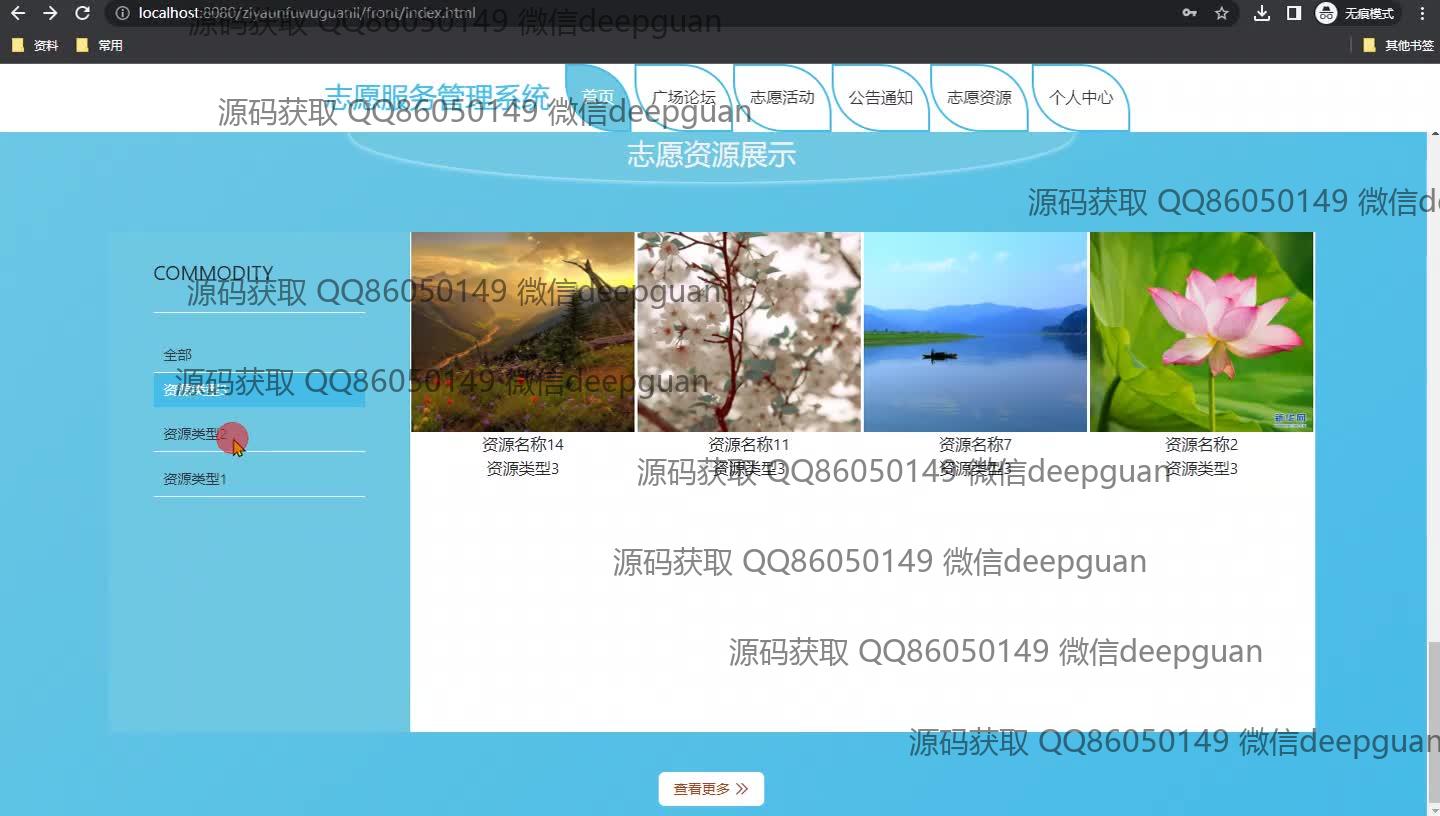 localhost:8080/ziyaunfuwuguanli/front/index.html
无痕模式
资料
常用
其他书签
志愿服务管理系统
首页
广场论坛
志愿活动
公告通知
志愿资源
个人中心
源码获取 QQ86050149 微信deepguan
源码获取 QQ86050149 微信deepguan
志愿资源展示
源码获取 QQ86050149 微信de
COMMODITY
源码获取 QQ86050149 微信deepguan
全部
资源类型3
源码获取 QQ86050149 微信deepguan
资源类型2
资源类型1
新华网
资源名称14
资源类型3
资源名称11
资源类型3
资源名称7
资源类型3
资源名称2
资源类型3
源码获取 QQ86050149 微信deepguan
源码获取 QQ86050149 微信deepguan
源码获取 QQ86050149 微信deepguan
源码获取 QQ86050149 微信deepguan
查看更多